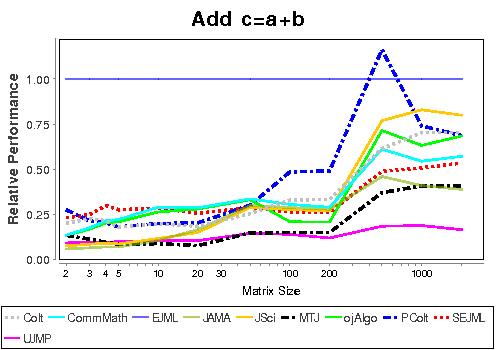 Add c=a+b
Relative Performance
1.00
0.75
0.50
0.25
0.00
2 3 4 5 10 20 30 100 200 1000
Matrix Size
Colt CommMath EJML JAMA JSci MTJ ojAlgo PColt SEJML
UJMP